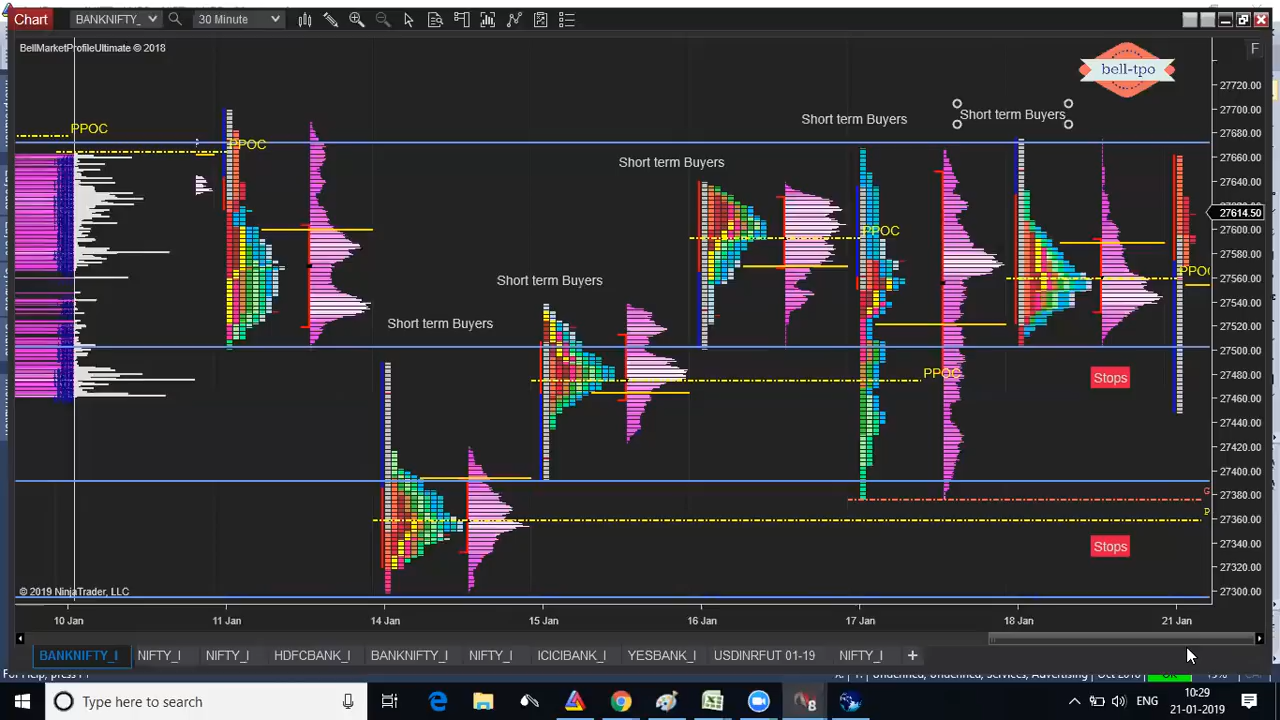 Chart
BANKNIFTY_
30 Minute
BellMarketProfileUltimate © 2018
F
bell-tpo
27720.00
27700.00
27680.00
27660.00
27640.00
27614.50
27600.00
27580.00
27560.00
27540.00
27520.00
27500.00
27480.00
27460.00
27440.00
27420.00
27400.00
27380.00
27360.00
27340.00
27320.00
27300.00
PPOC
PPOC
Short term Buyers
Short term Buyers
Short term Buyers
Short term Buyers
Short term Buyers
PPOC
PPOC
PPOC
Stops
Stops
© 2019 NinjaTrader, LLC
10 Jan
11 Jan
14 Jan
15 Jan
16 Jan
17 Jan
18 Jan
21 Jan
BANKNIFTY_I
NIFTY_I
NIFTY_I
HDFCBANK_I
BANKNIFTY_I
NIFTY_I
ICICIBANK_I
YESBANK_I
USDINRFUT 01-19
NIFTY_I
+
Type here to search
ENG
10:29
21-01-2019